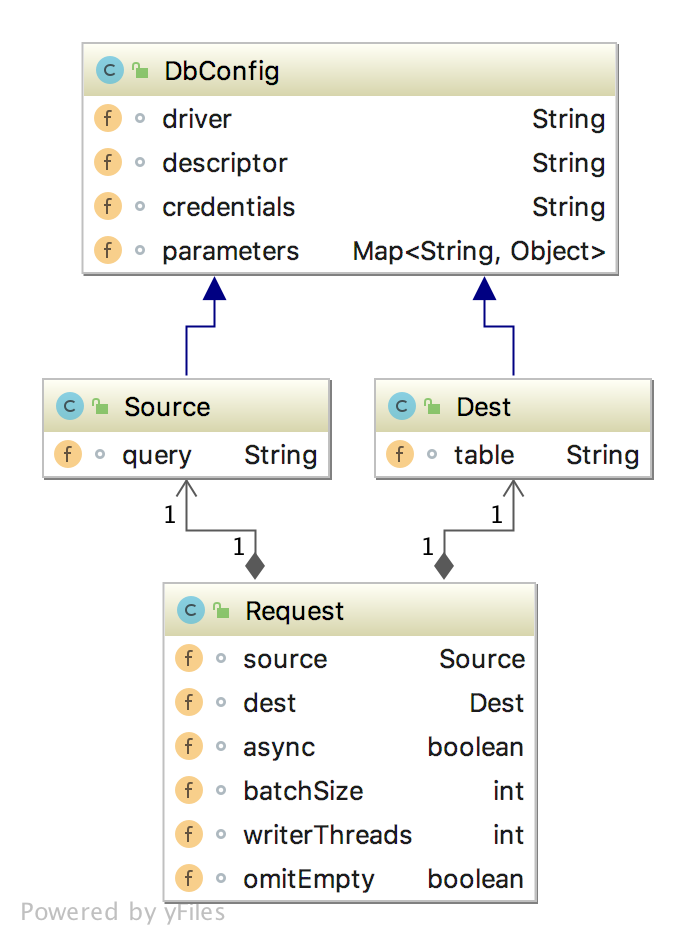 DbConfig
driver String
descriptor String
credentials String
parameters Map<String, Object>
Source
query String
Dest
table String
1 1
1 1
Request
source Source
dest Dest
async boolean
batchSize int
writerThreads int
omitEmpty boolean
Powered by yFiles